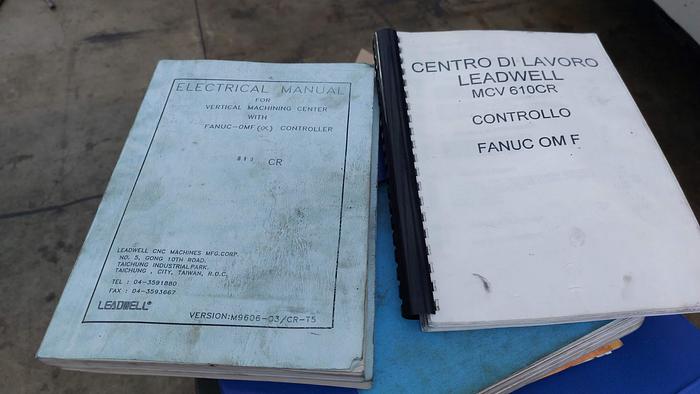 ELECTRICAL MANUAL
FOR
VERTICAL MACHINING CENTER
WITH
FANUC-OMF(α) CONTROLLER
CR
LEADWELL CNC MACHINES MFG.CORP.
NO. 5, GONG 10TH ROAD.
TAICHUNG INDUSTRIALPARK.
TAICHUNG , CITY, TAIWAN, R.O.C.
TEL : 04-3591880
FAX : 04-3593667
LEADWELL®
VERSION:M9606-03/CR-T5
CENTRO DI LAVORO
LEADWELL
MCV 610CR
CONTROLLO
FANUC OM F